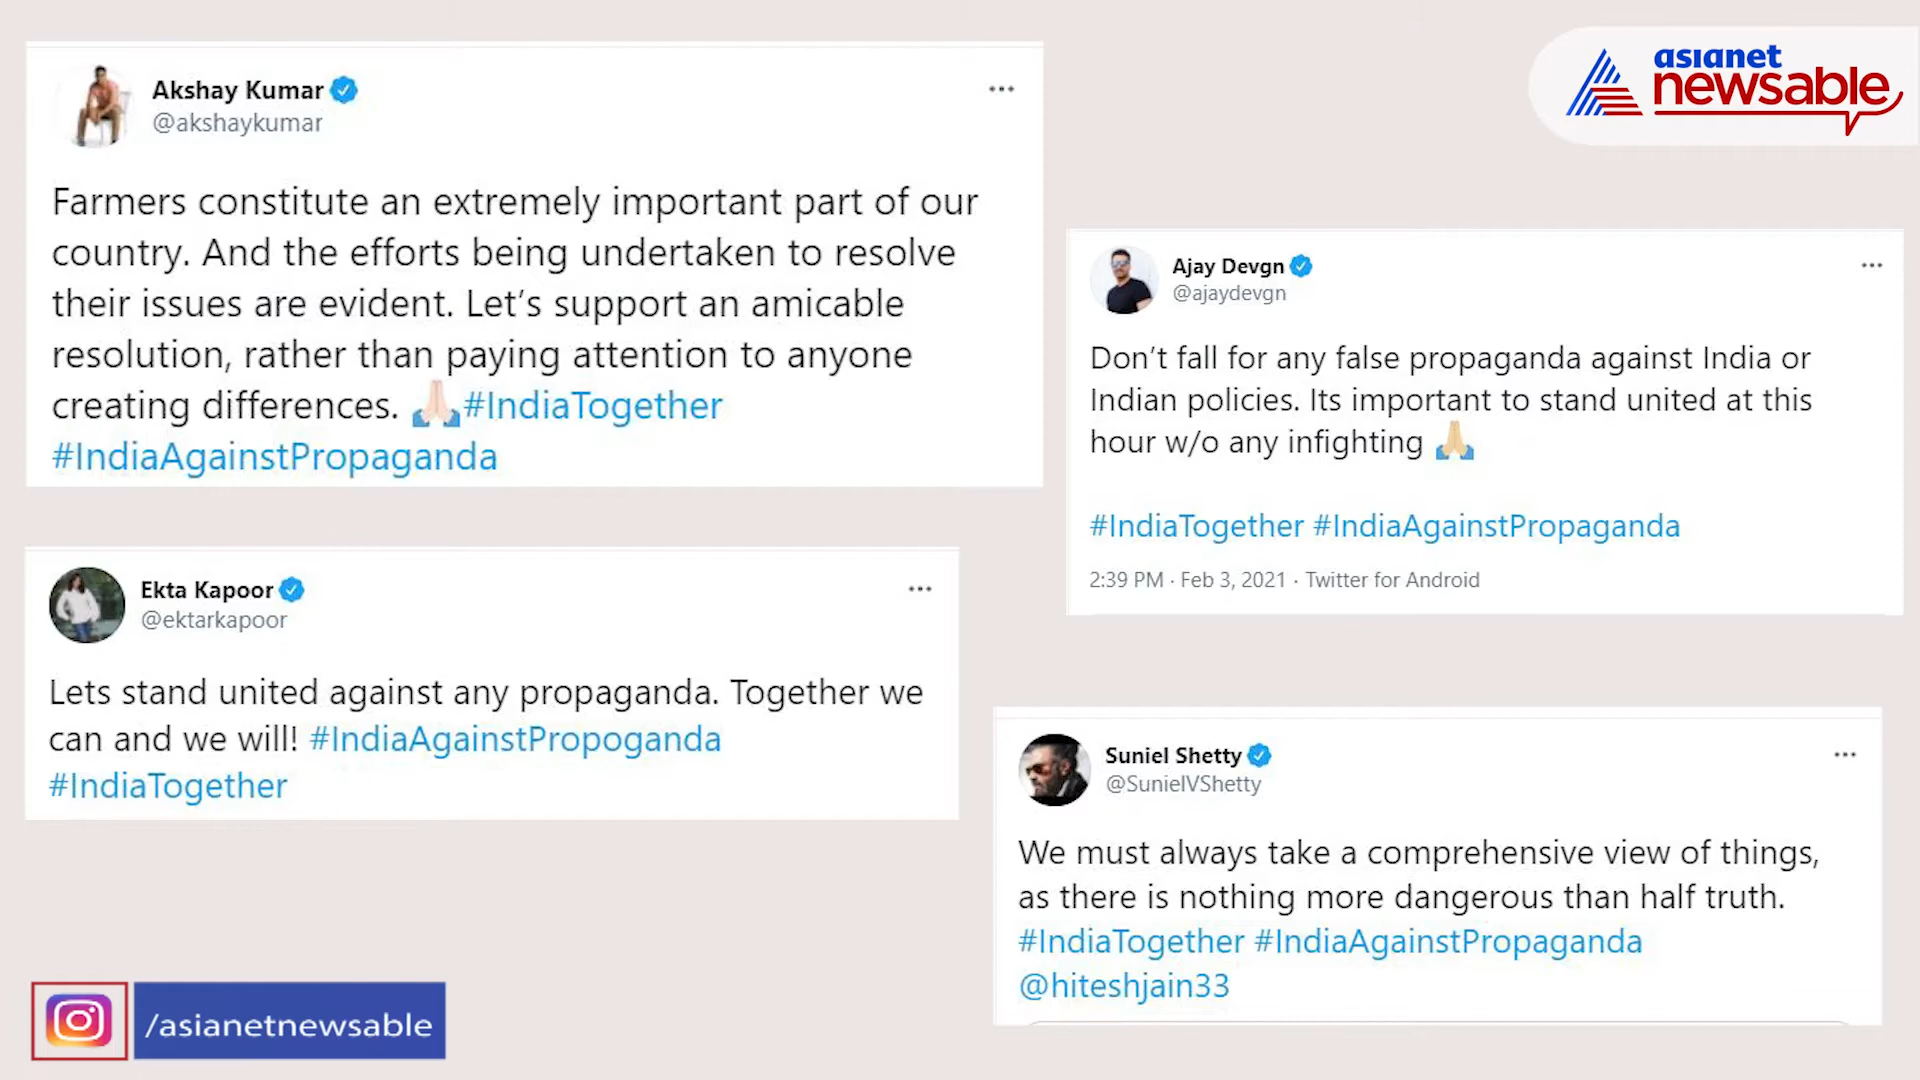 Akshay Kumar
@akshaykumar
Farmers constitute an extremely important part of our
country. And the efforts being undertaken to resolve
their issues are evident. Let's support an amicable
resolution, rather than paying attention to anyone
creating differences. 🙏🏻#IndiaTogether
#IndiaAgainstPropaganda
asianet
newsable
Ajay Devgn
@ajaydevgn
Don't fall for any false propaganda against India or
Indian policies. Its important to stand united at this
hour w/o any infighting 🙏🏼
#IndiaTogether #IndiaAgainstPropaganda
2:39 PM · Feb 3, 2021 · Twitter for Android
Ekta Kapoor
@ektarkapoor
Lets stand united against any propaganda. Together we
can and we will! #IndiaAgainstPropoganda
#IndiaTogether
Suniel Shetty
@SunielVShetty
We must always take a comprehensive view of things,
as there is nothing more dangerous than half truth.
#IndiaTogether #IndiaAgainstPropaganda
@hiteshjain33
/asianetnewsable